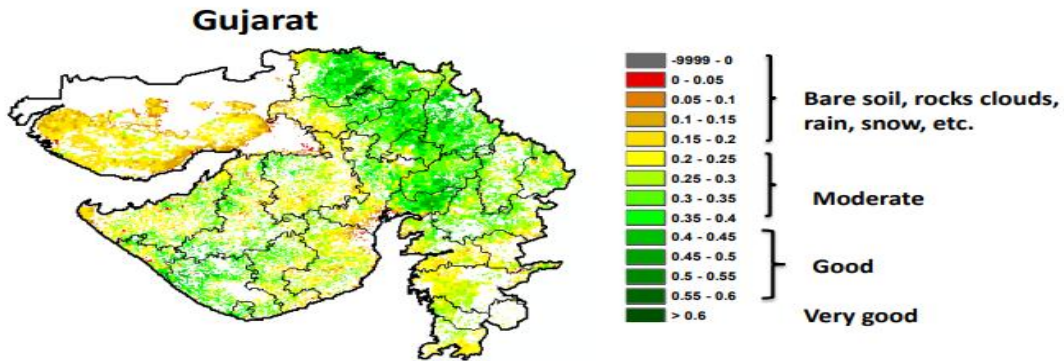 Gujarat
-9999 - 0
0 - 0.05
0.05 - 0.1
0.1 - 0.15
0.15 - 0.2
0.2 - 0.25
0.25 - 0.3
0.3 - 0.35
0.35 - 0.4
0.4 - 0.45
0.45 - 0.5
0.5 - 0.55
0.55 - 0.6
> 0.6
Bare soil, rocks clouds,
rain, snow, etc.
Moderate
Good
Very good